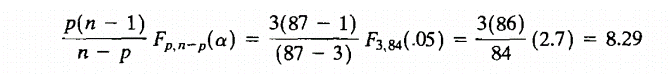 p(n − 1)/n − p F_{p,n−p}(α) = 3(87 − 1)/(87 − 3) F_{3,84}(.05) = 3(86)/84 (2.7) = 8.29